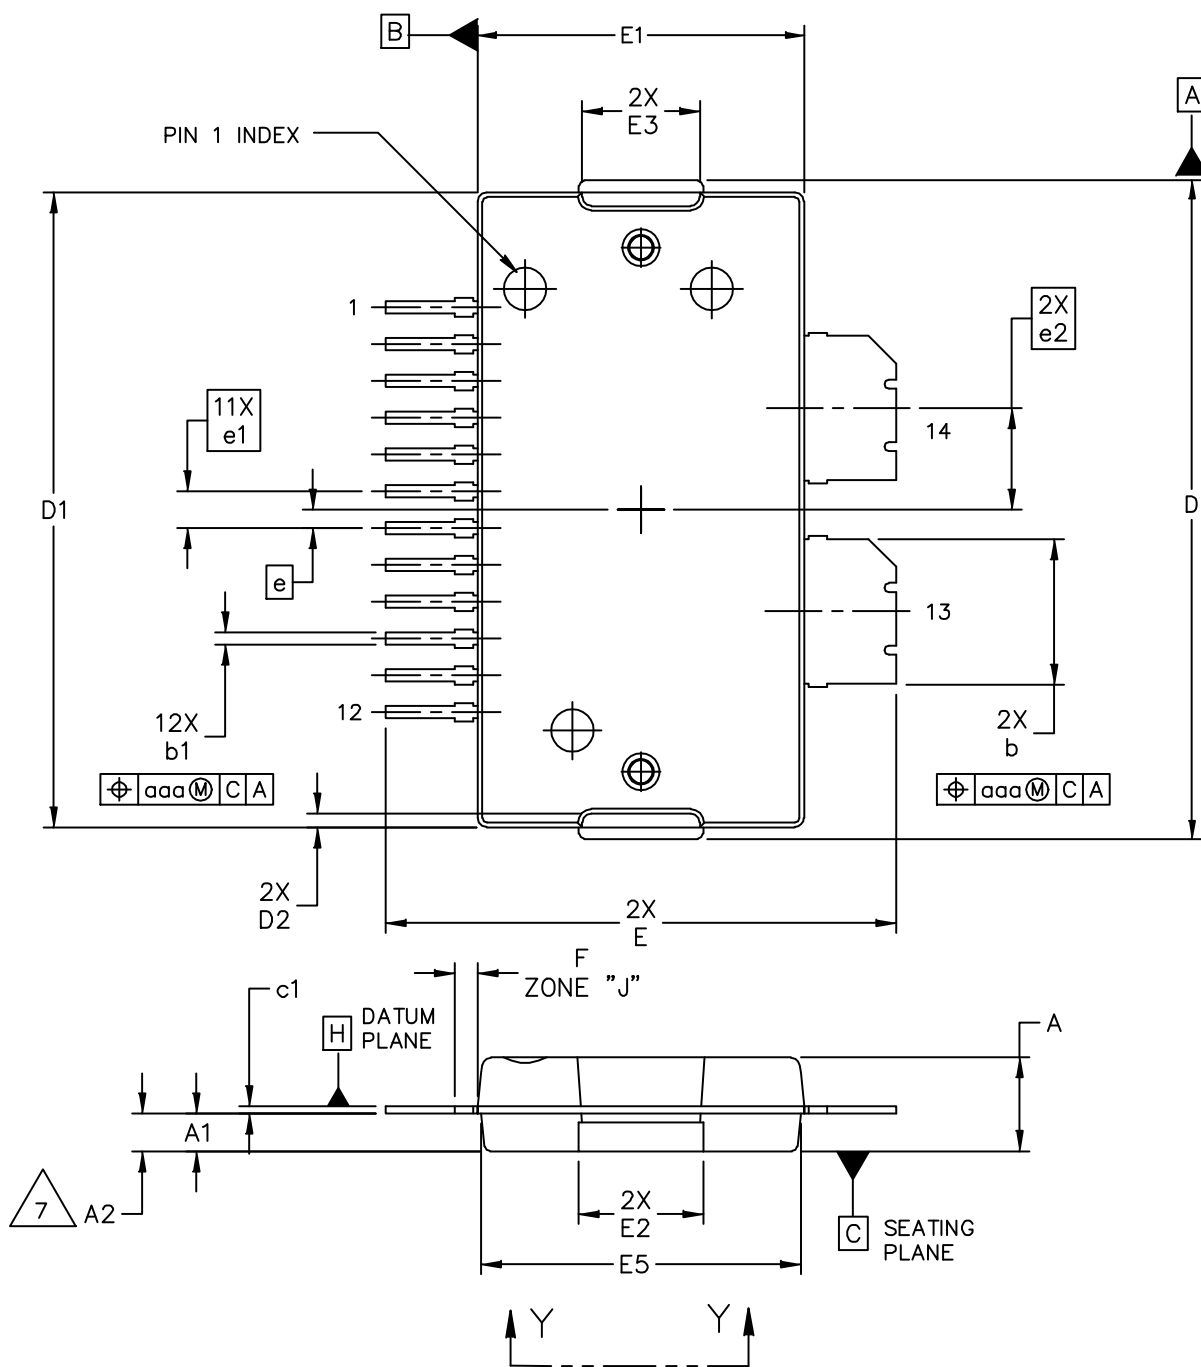 B
E1
2X
E3
A
PIN 1 INDEX
1
2X
e2
11X
e1
14
D1
D
e
13
12X
b1
12
2X
b
⌖ aaa Ⓜ C A
⌖ aaa Ⓜ C A
2X
D2
2X
E
F
ZONE "J"
c1
H
DATUM
PLANE
A
A1
7
A2
2X
E2
C
SEATING
PLANE
E5
Y
Y